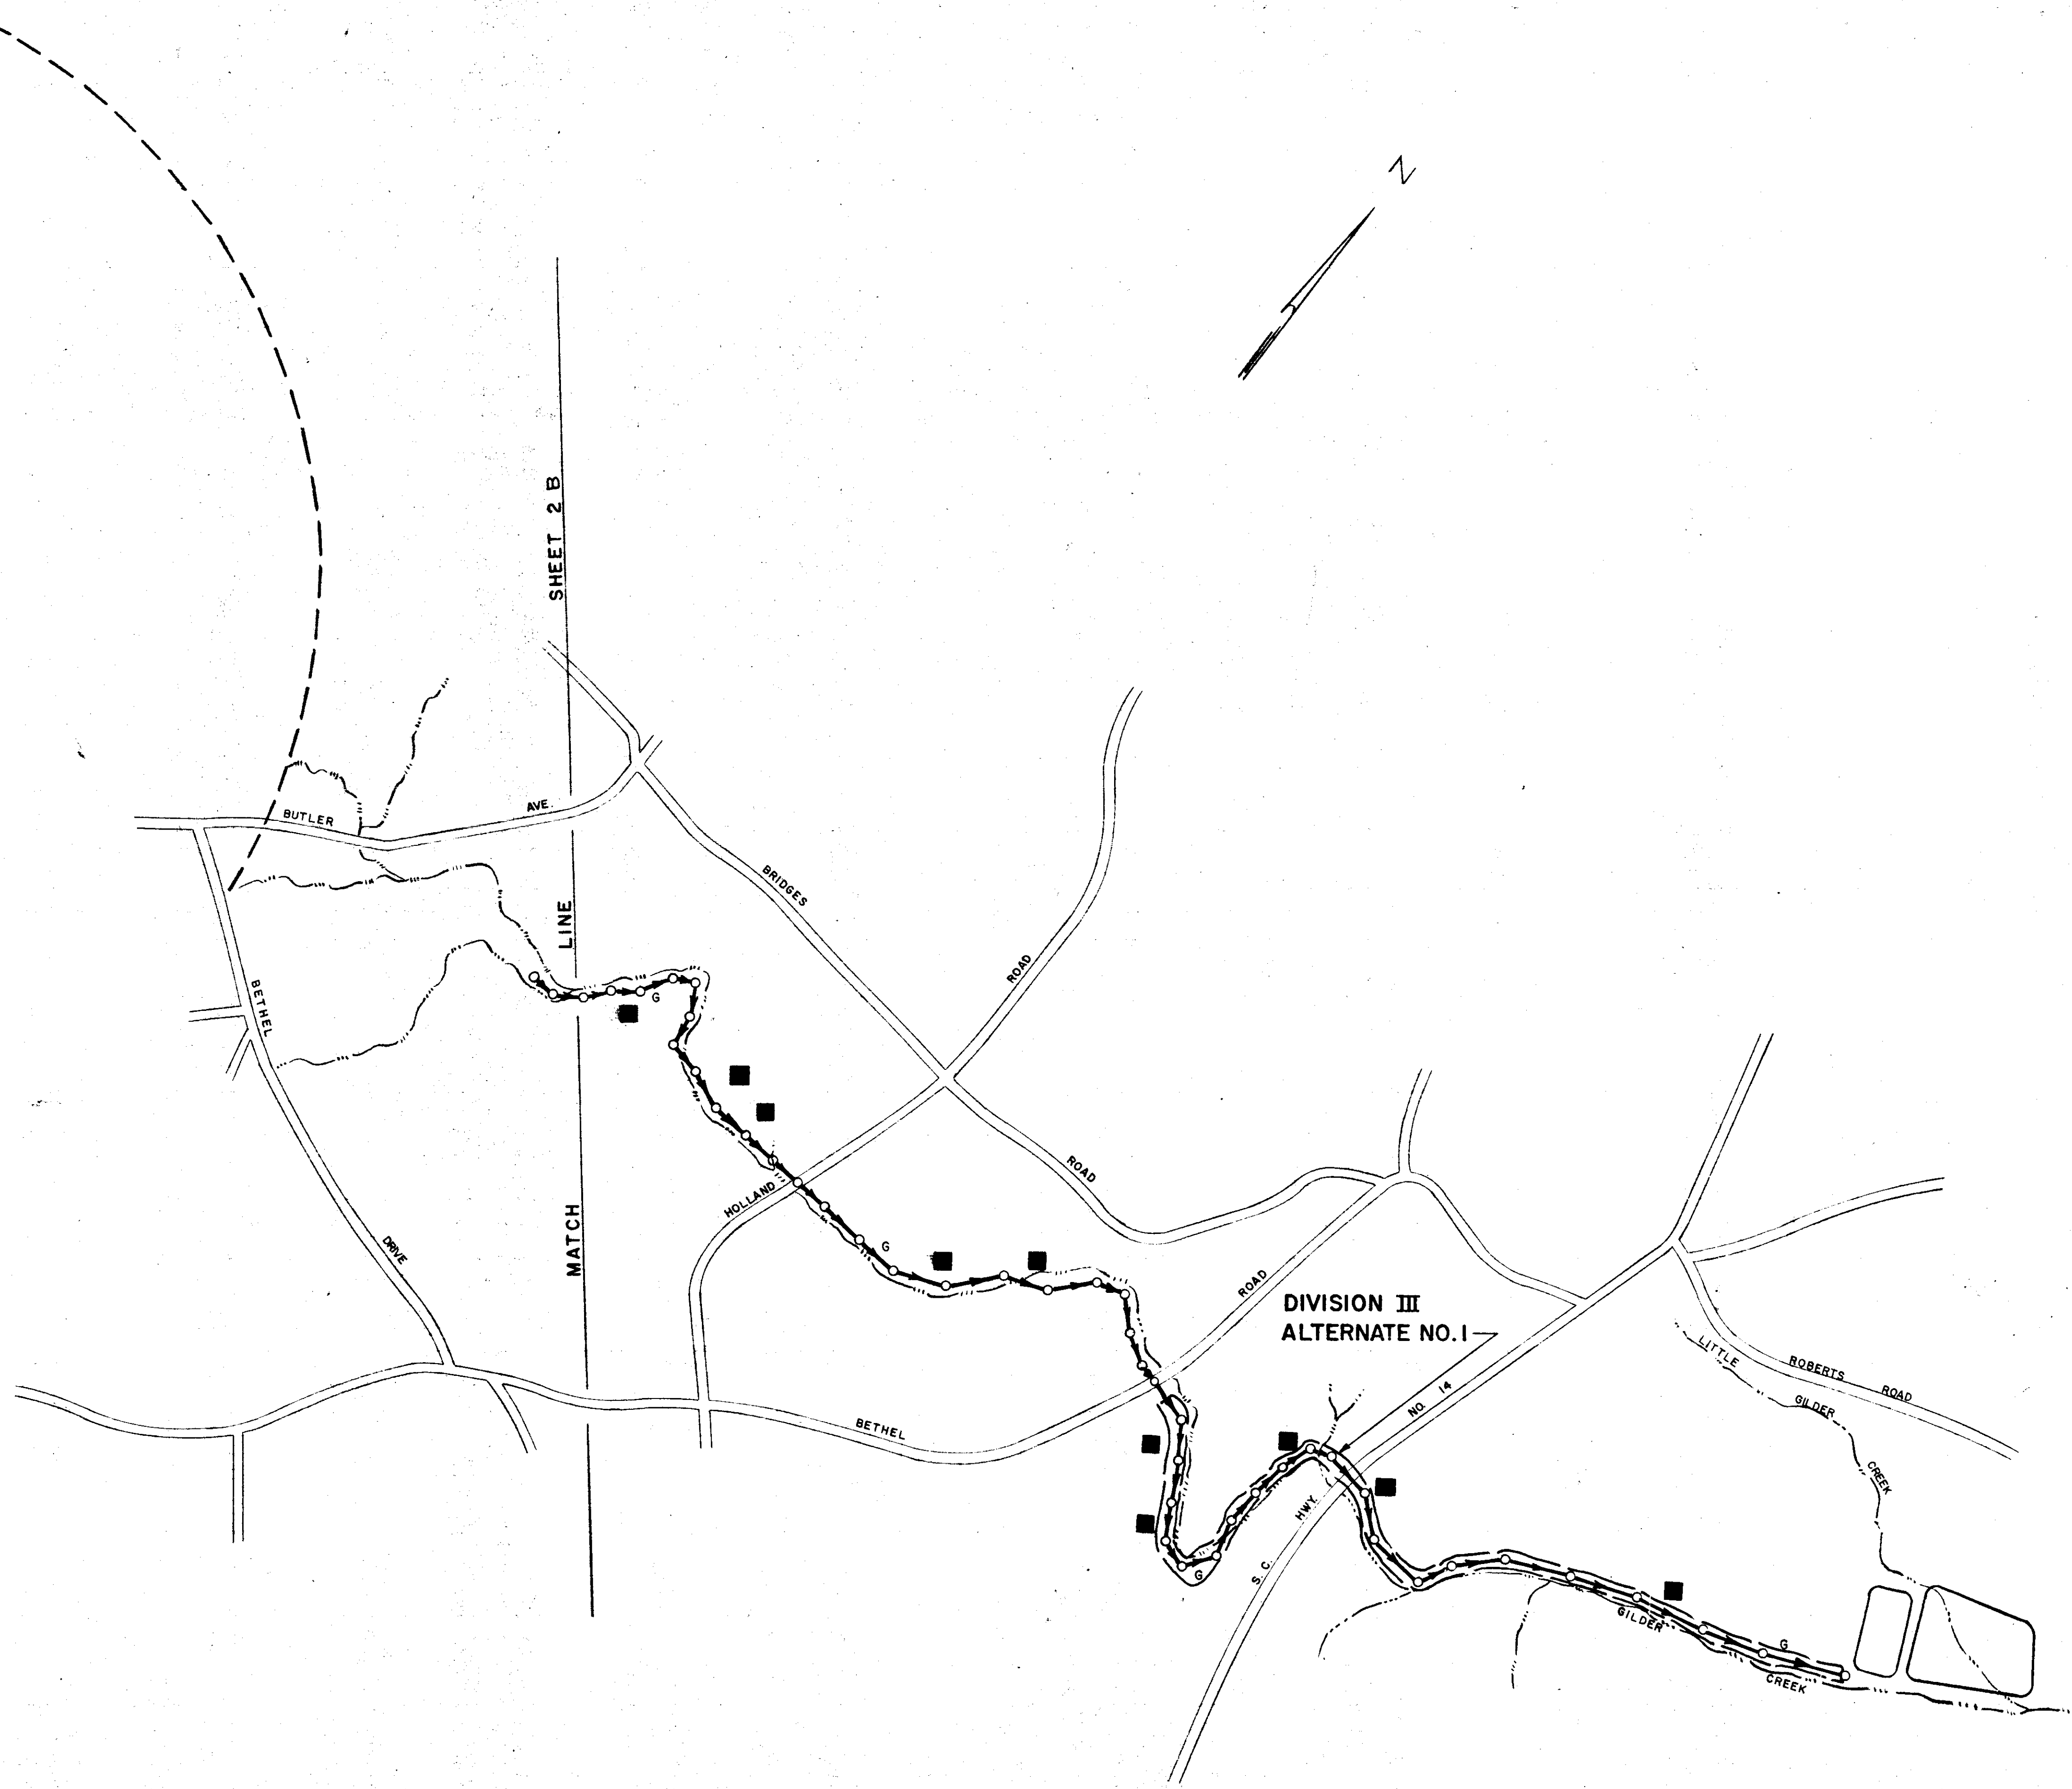 N
SHEET 2 B
BUTLER
AVE.
BRIDGES
LINE
ROAD
BETHEL
G
ROAD
HOLLAND
MATCH
DRIVE
G
ROAD
DIVISION III
ALTERNATE NO. 1
LITTLE
ROBERTS
ROAD
GILDER
NO. 14
BETHEL
CREEK
HWY.
S. C.
G
GILDER
G
CREEK